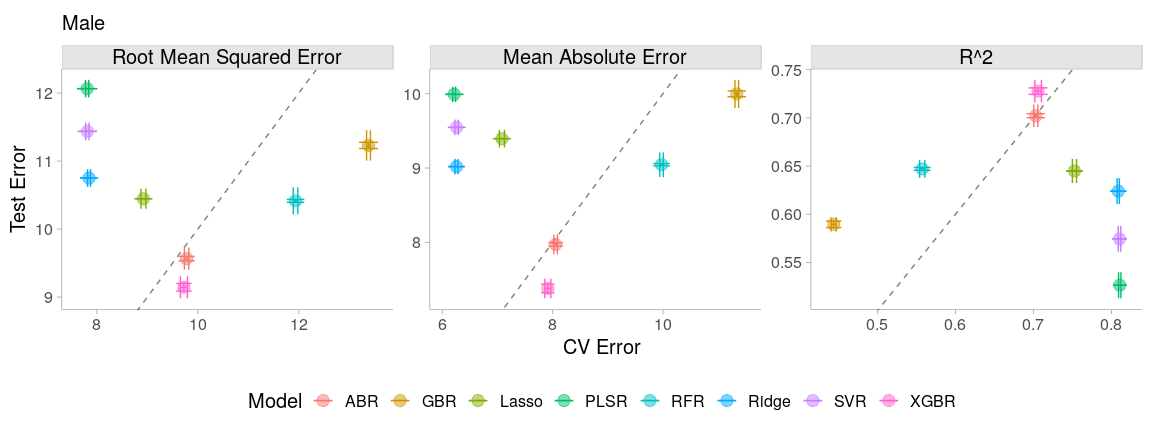 Male
Root Mean Squared Error
Mean Absolute Error
R^2
Test Error
12
11
10
9
8 10 12
10
9
8
6 8 10
0.75
0.70
0.65
0.60
0.55
0.5 0.6 0.7 0.8
CV Error
Model ABR GBR Lasso PLSR RFR Ridge SVR XGBR